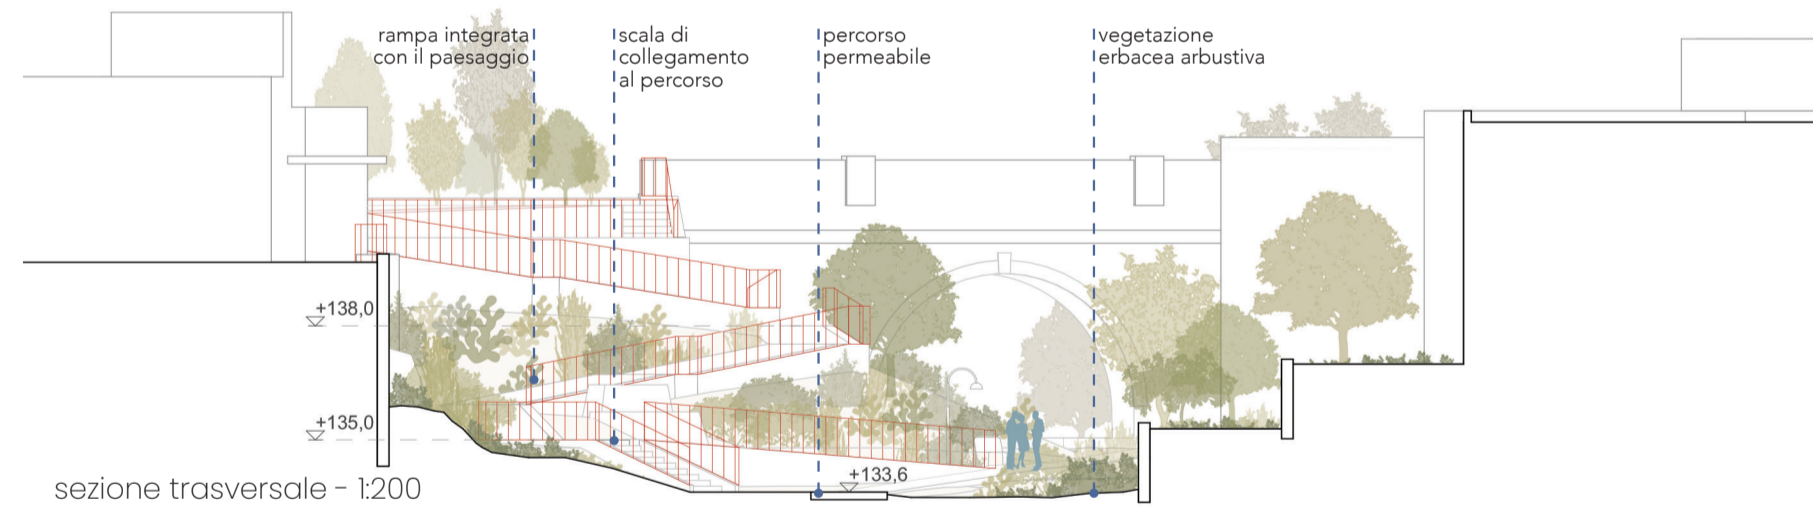 rampa integrata
con il paesaggio
scala di
collegamento
al percorso
percorso
permeabile
vegetazione
erbacea arbustiva
+138,0
+135,0
+133,6
sezione trasversale - 1:200